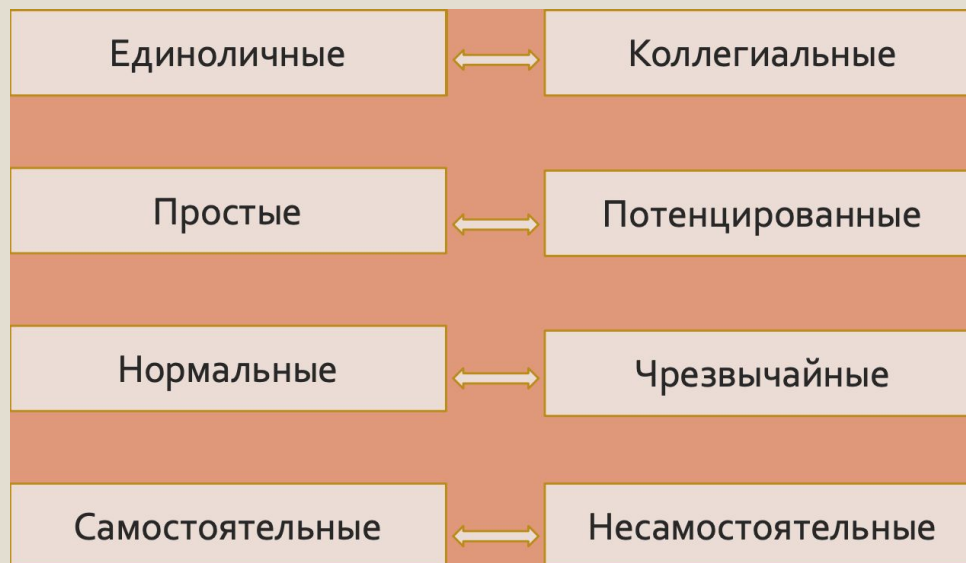 Единоличные
Коллегиальные
Простые
Потенцированные
Нормальные
Чрезвычайные
Самостоятельные
Несамостоятельные